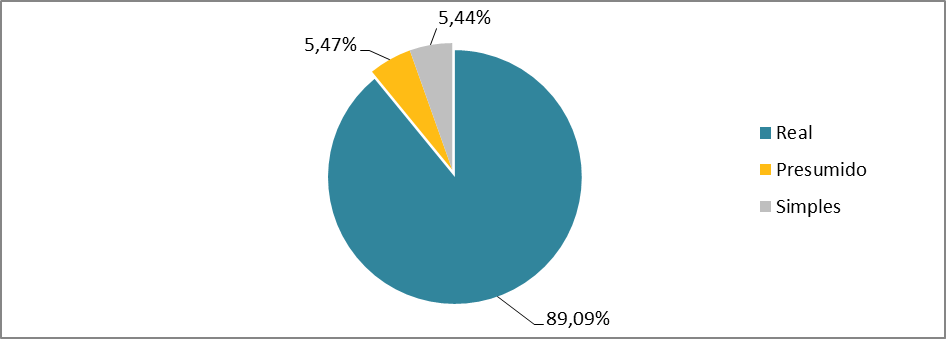 5,44%
5,47%
Real
Presumido
Simples
89,09%